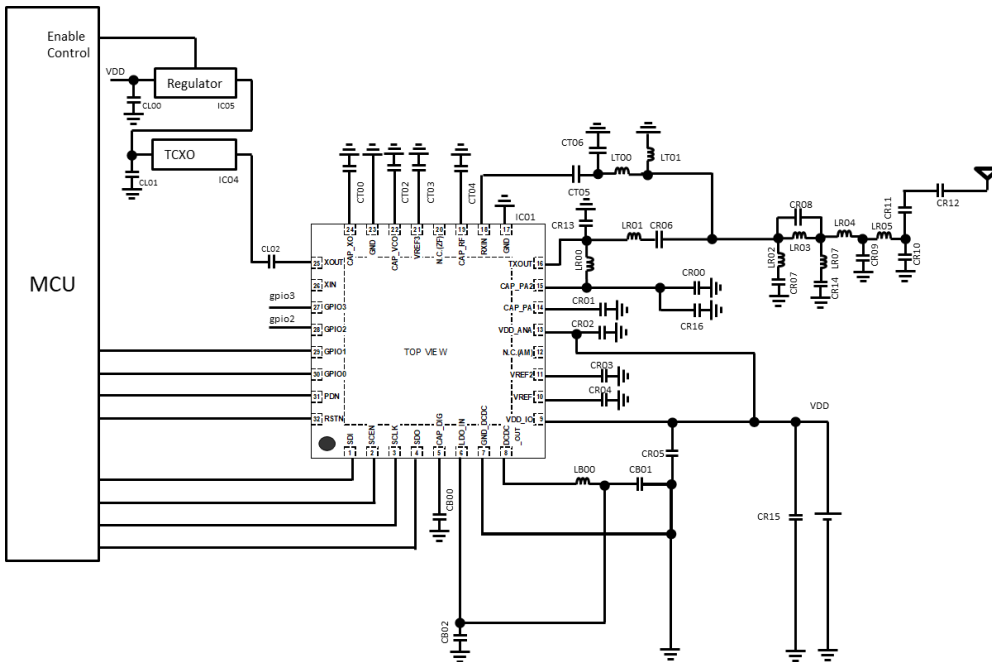 Enable
Control
VDD
Regulator
CL00
IC05
TCXO
CL01
IC04
MCU
CL02
gpio3
gpio2
CT00
CT02
CT03
CT04
CT06
CT05
LT00
LT01
IC01
24
23
22
21
20
19
18
17
CAP_XO
GND
CAP_VCO
VREF3
N.C.(ZF)
CAP_RF
RXIN
GND
25 XOUT
26 XIN
27 GPIO3
28 GPIO2
29 GPIO1
30 GPIO0
31 PDN
32 RSTN
TOP VIEW
TXOUT 16
CAP_PA2 15
CAP_PA 14
VDD_ANA 13
N.C.(AM) 12
VREF2 11
VREF 10
VDD_IO 9
SDI
SCEN
SCLK
SDO
CAP_DIG
LDO_IN
GND_DCDC
DCDC
_OUT
1
2
3
4
5
6
7
8
CR13
LR00
LR01
CR06
CR00
CR16
CR01
CR02
CR03
CR04
CR08
LR03
LR02
CR07
LR07
CR14
LR04
CR09
LR05
CR10
CR11
CR12
VDD
CR05
LB00
CB01
CB00
CB02
CR15